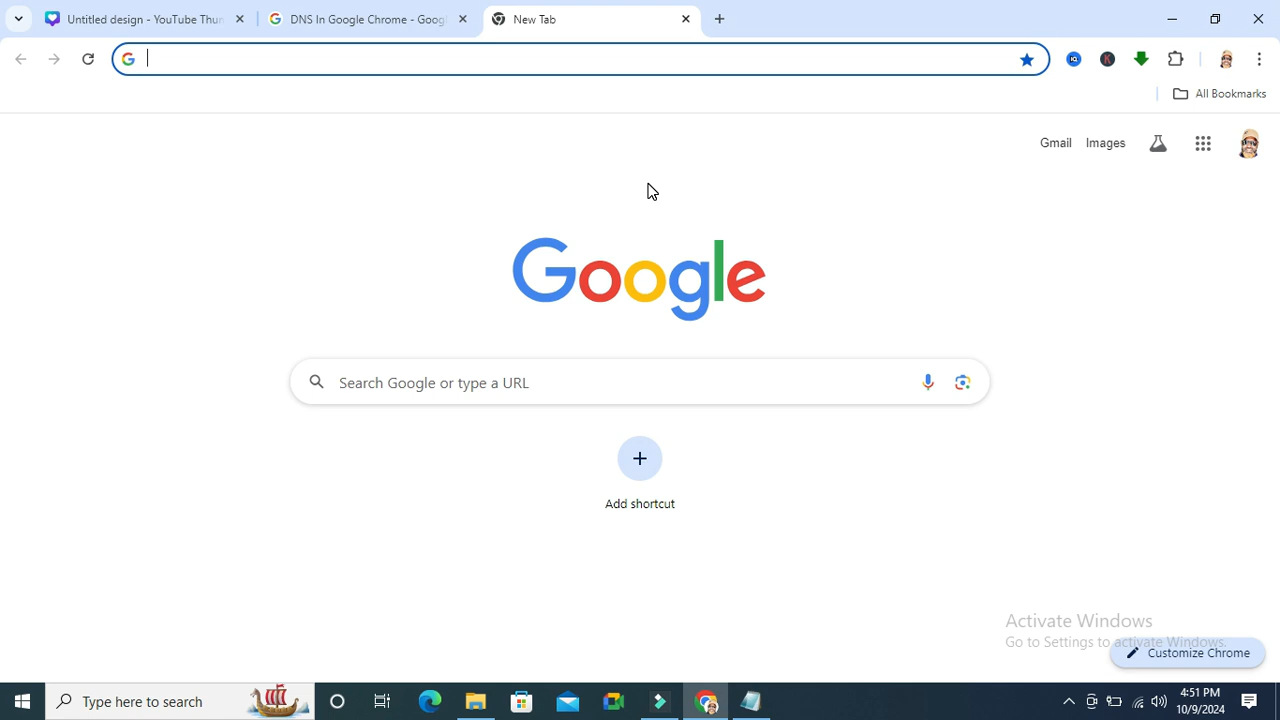 Untitled design - YouTube Thun
DNS In Google Chrome - Goog
New Tab
All Bookmarks
Gmail
Images
Google
Search Google or type a URL
Add shortcut
Activate Windows
Go to Settings to activate Windows.
Customize Chrome
Type here to search
4:51 PM
10/9/2024